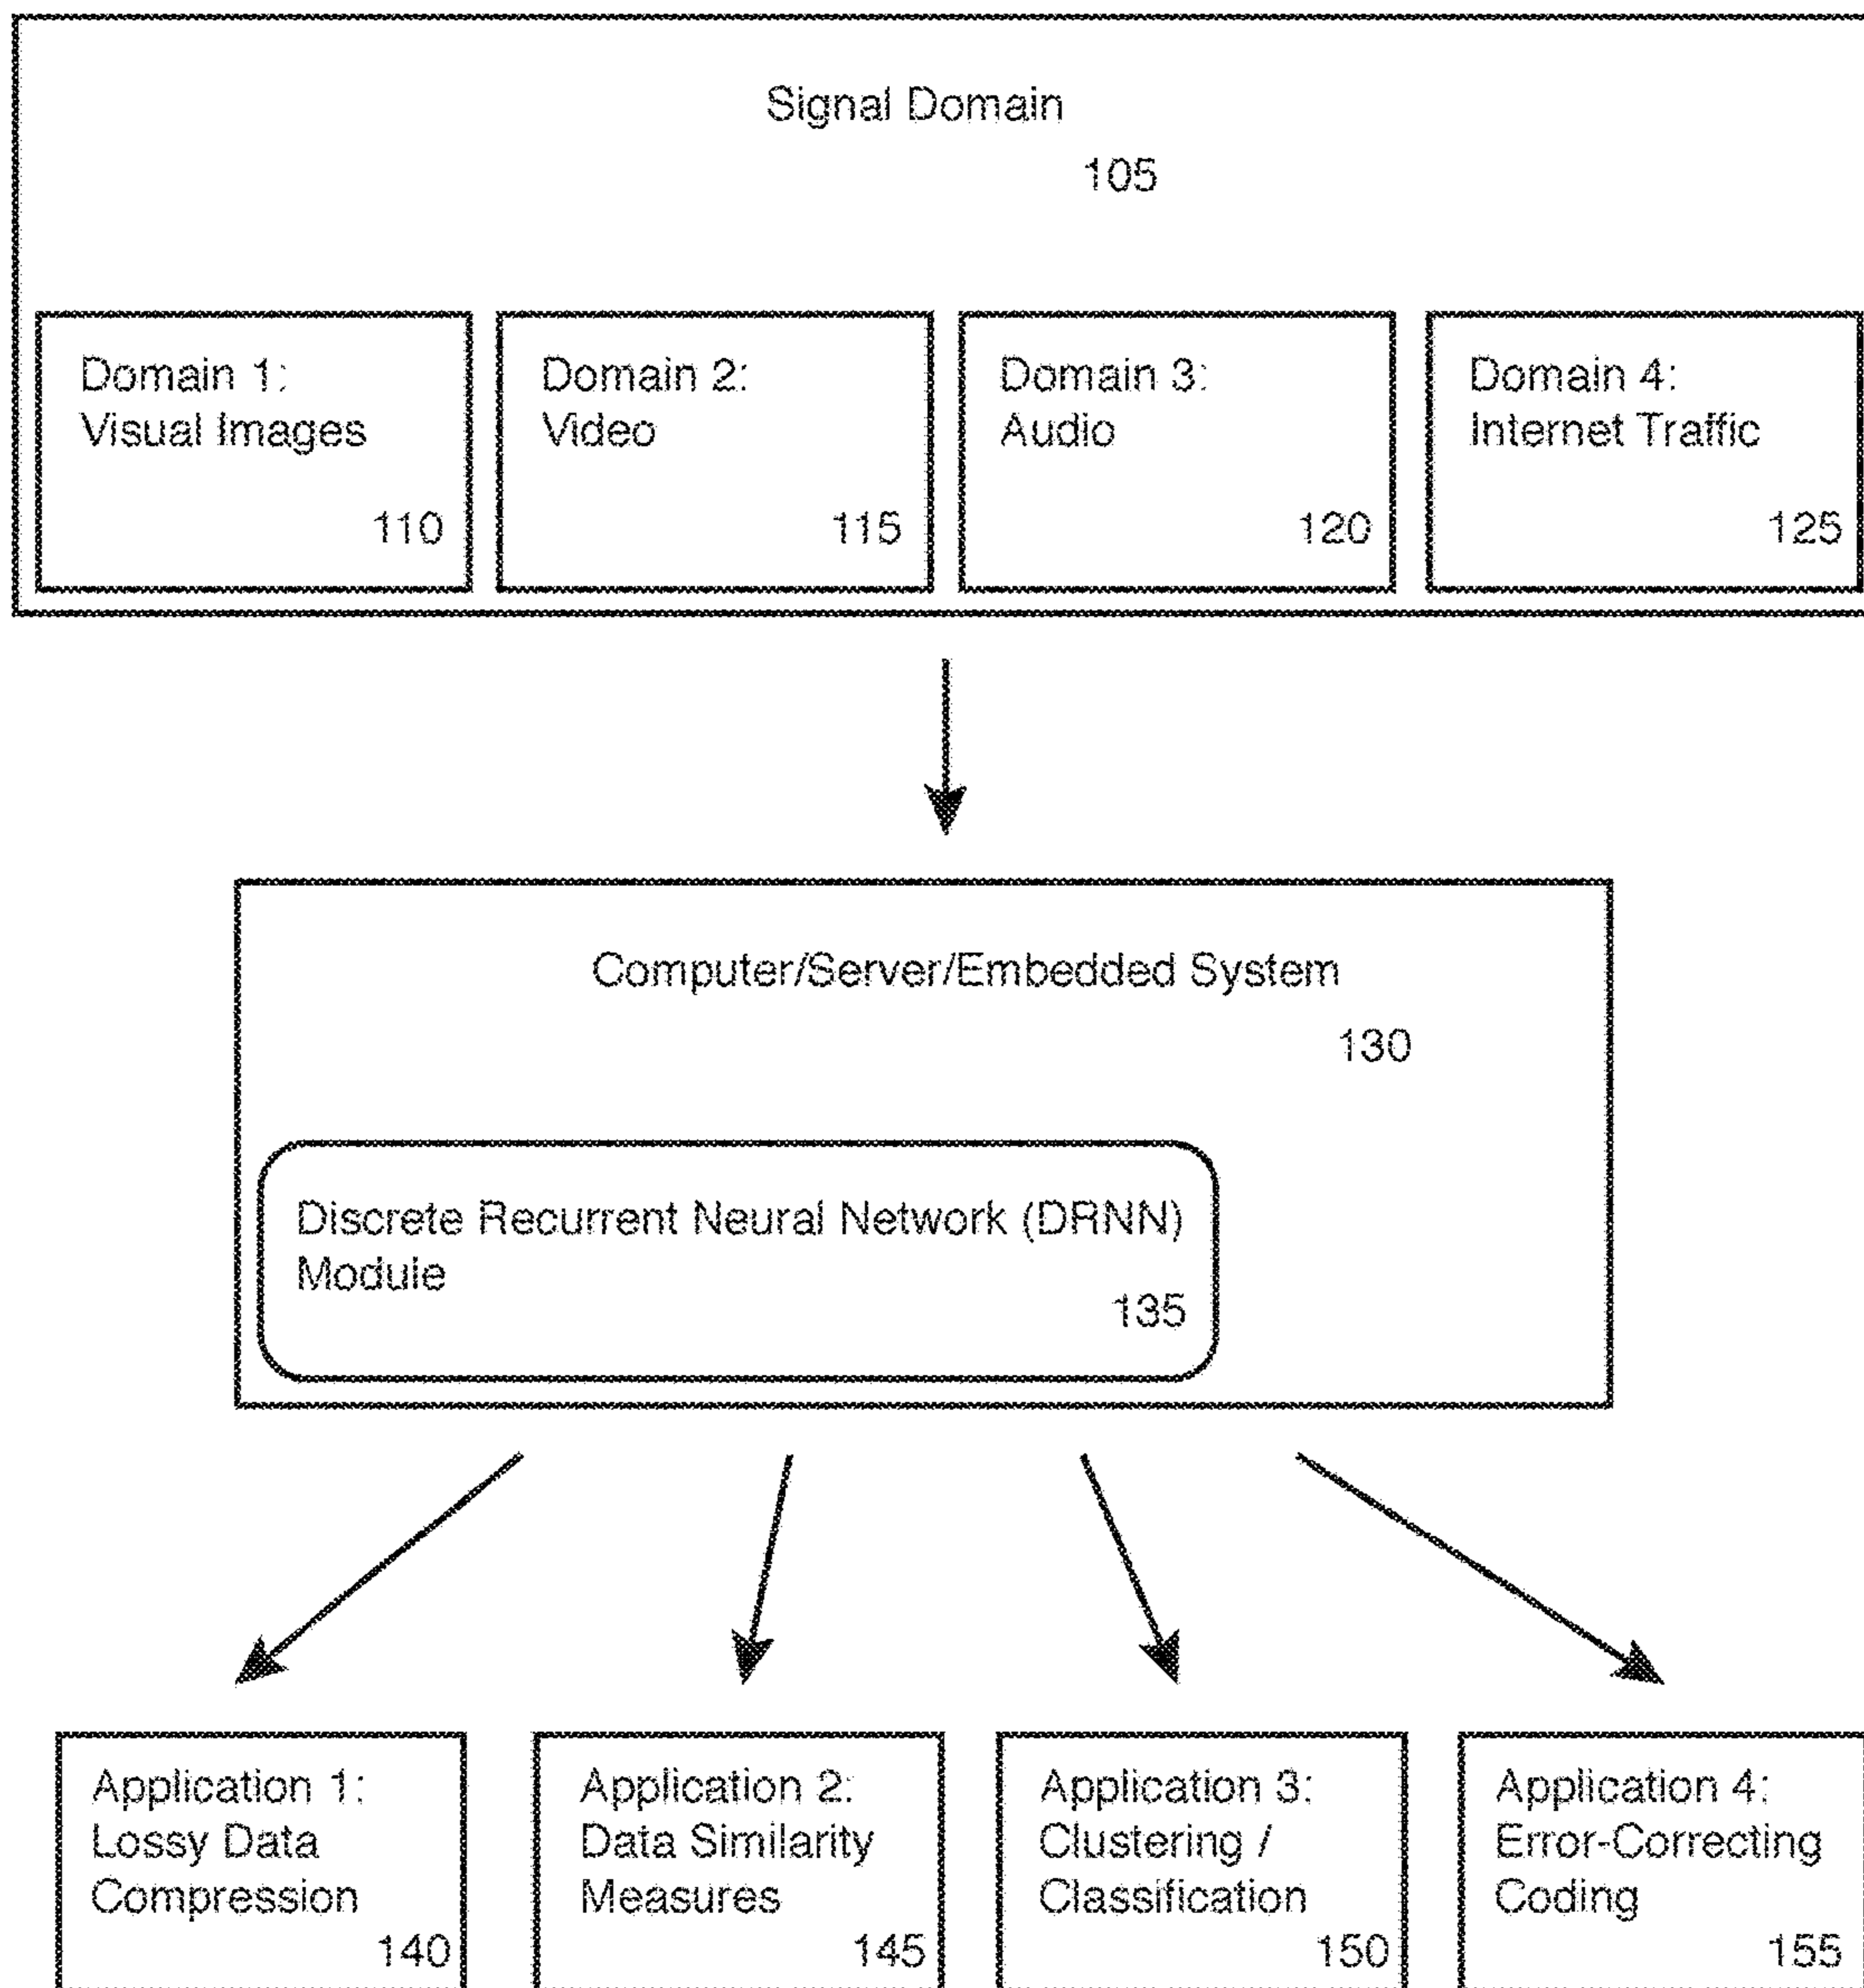 Signal Domain
105
Domain 1:
Visual Images
110
Domain 2:
Video
115
Domain 3:
Audio
120
Domain 4:
Internet Traffic
125
Computer/Server/Embedded System
130
Discrete Recurrent Neural Network (DRNN)
Module
135
Application 1:
Lossy Data
Compression
140
Application 2:
Data Similarity
Measures
145
Application 3:
Clustering /
Classification
150
Application 4:
Error-Correcting
Coding
155